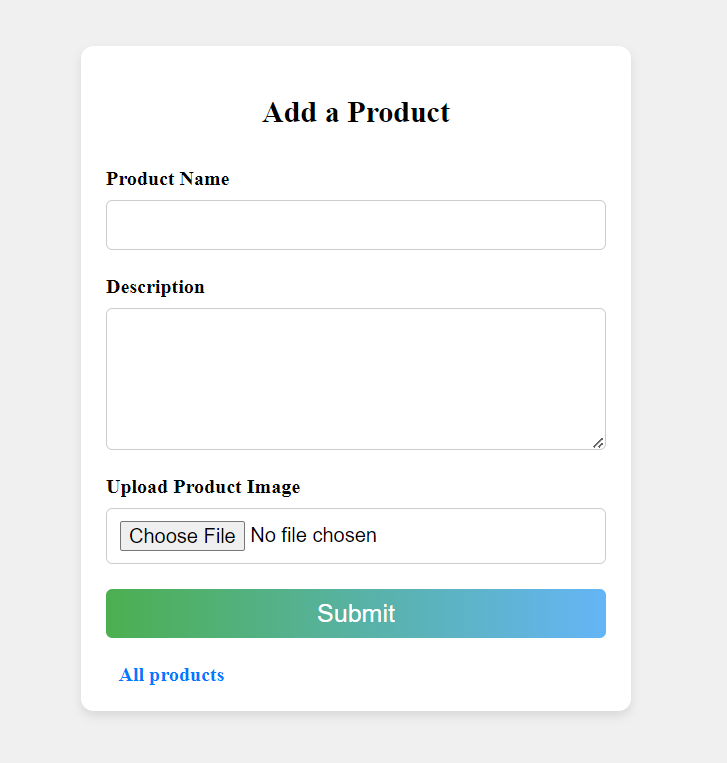 Add a Product
Product Name
Description
Upload Product Image
Choose File No file chosen
Submit
All products